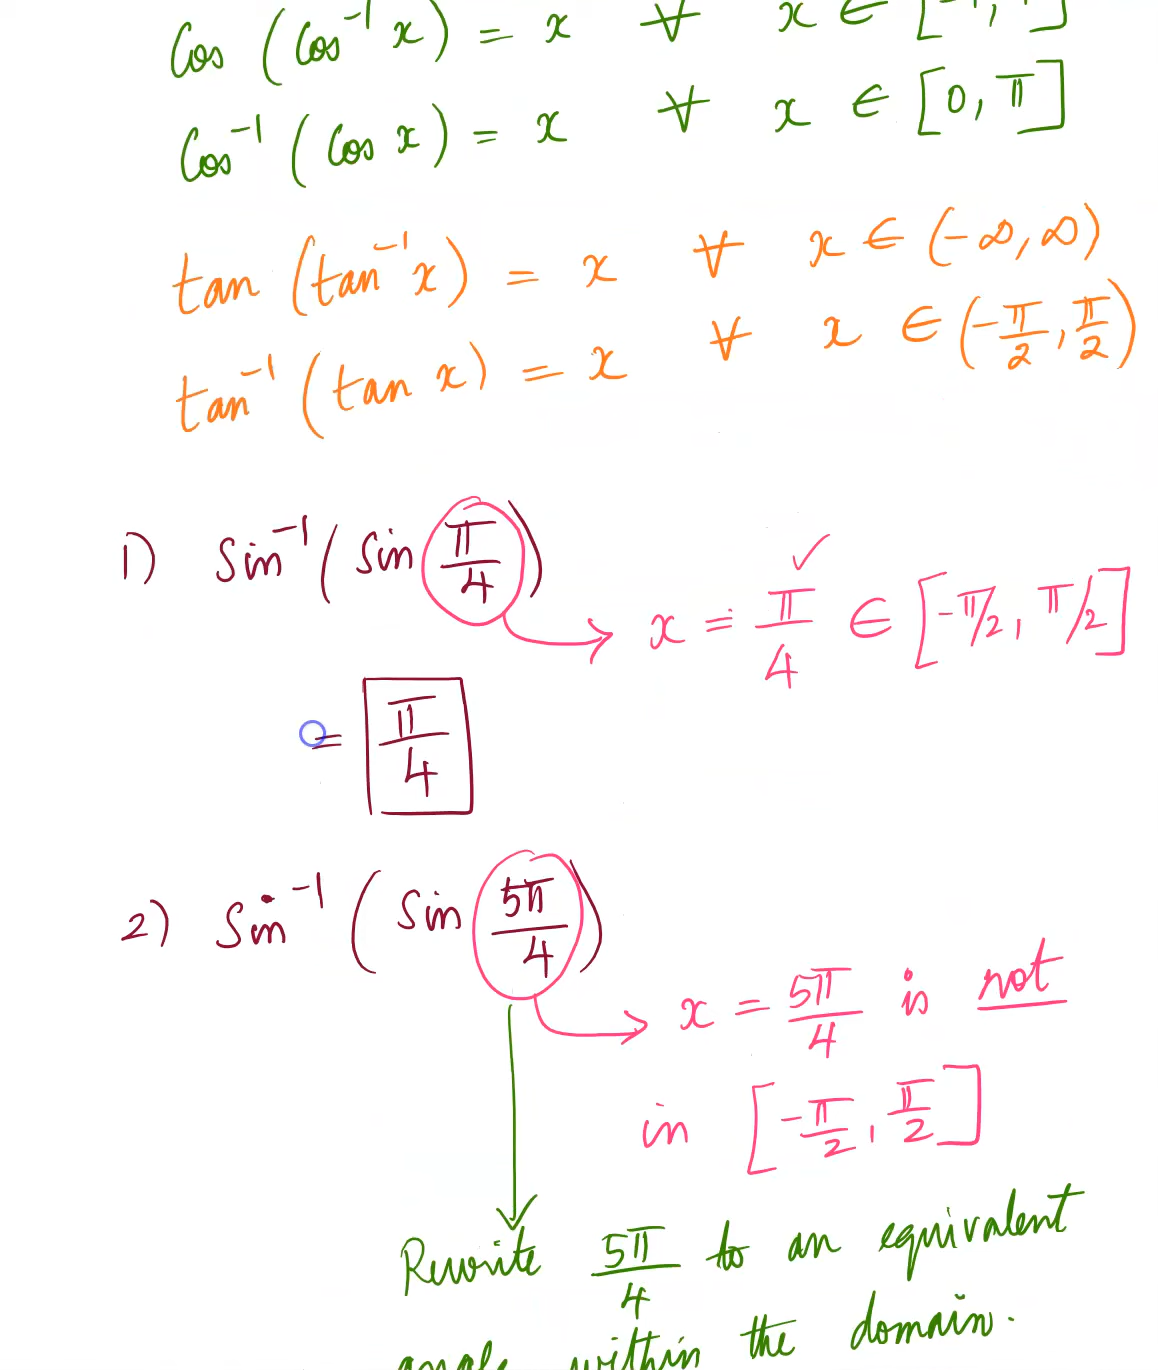 Cos (Cos⁻¹ x) = x ∀ x ∈ [-1, 1]
Cos⁻¹ (Cos x) = x ∀ x ∈ [0, π]
tan (tan⁻¹ x) = x ∀ x ∈ (-∞, ∞)
tan⁻¹ (tan x) = x ∀ x ∈ (-π/2, π/2)
1) Sin⁻¹ (Sin π/4) → x = π/4 ✓ ∈ [-π/2, π/2]
= π/4
2) Sin⁻¹ (Sin 5π/4) → x = 5π/4 is not
in [-π/2, π/2]
Rewrite 5π/4 to an equivalent
angle within the domain.